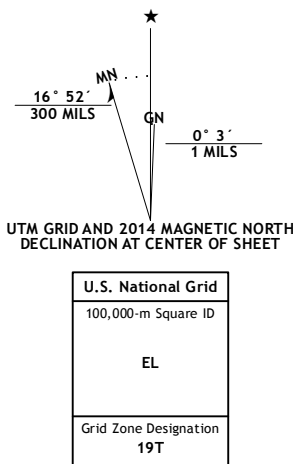 MN
GN
16° 52´
300 MILS
0° 3´
1 MILS
UTM GRID AND 2014 MAGNETIC NORTH
DECLINATION AT CENTER OF SHEET
U.S. National Grid
100,000-m Square ID
EL
Grid Zone Designation
19T